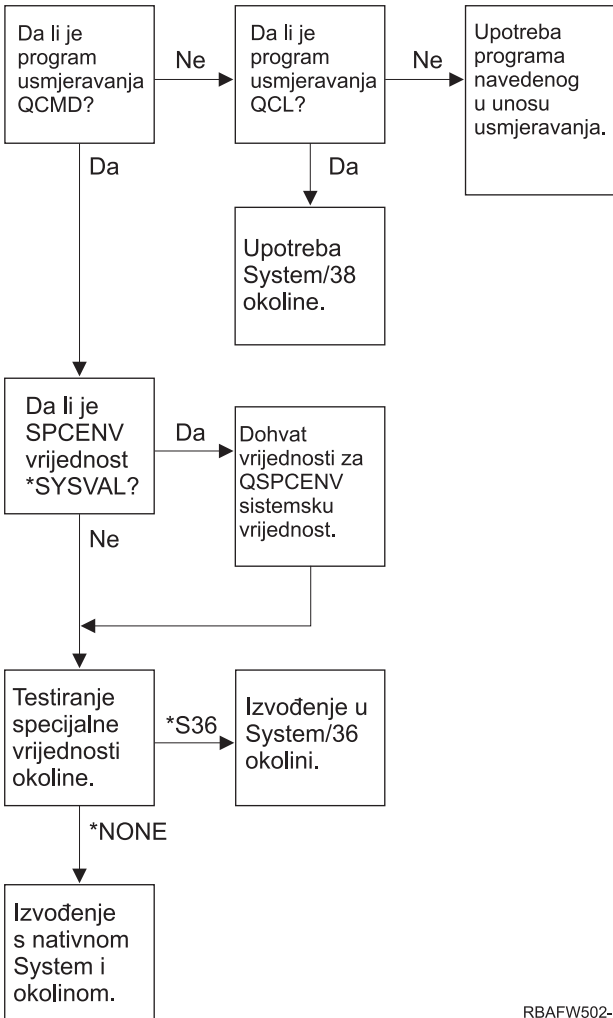 Da li je
program
usmjeravanja
QCMD?
Ne
Da li je
program
usmjeravanja
QCL?
Ne
Upotreba
programa
navedenog
u unosu
usmjeravanja.
Da
Da
Upotreba
System/38
okoline.
Da li je
SPCENV
vrijednost
*SYSVAL?
Da
Dohvat
vrijednosti za
QSPCENV
sistemsku
vrijednost.
Ne
Testiranje
specijalne
vrijednosti
okoline.
*S36
Izvođenje u
System/36
okolini.
*NONE
Izvođenje
s nativnom
System i
okolinom.
RBAFW502-